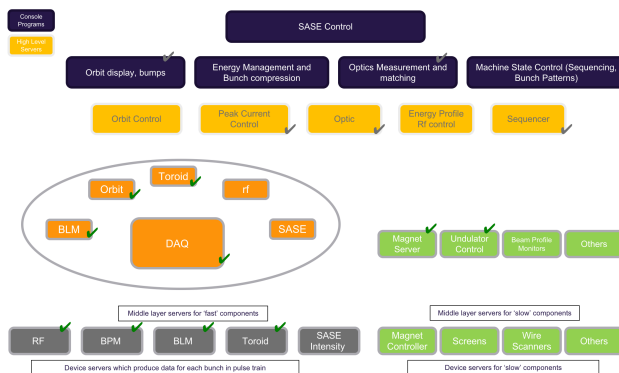 Console
Programs
High Level
Servers
SASE Control
Orbit display, bumps
Energy Management and
Bunch compression
Optics Measurement and
matching
Machine State Control (Sequencing,
Bunch Patterns)
Orbit Control
Peak Current
Control
Optic
Energy Profile
Rf control
Sequencer
Toroid
Orbit
rf
BLM
DAQ
SASE
Magnet
Server
Undulator
Control
Beam Profile
Monitors
Others
Middle layer servers for 'fast' components
Middle layer servers for 'slow' components
RF
BPM
BLM
Toroid
SASE
Intensity
Magnet
Controller
Screens
Wire
Scanners
Others
Device servers which produce data for each bunch in pulse train
Device servers for 'slow' components